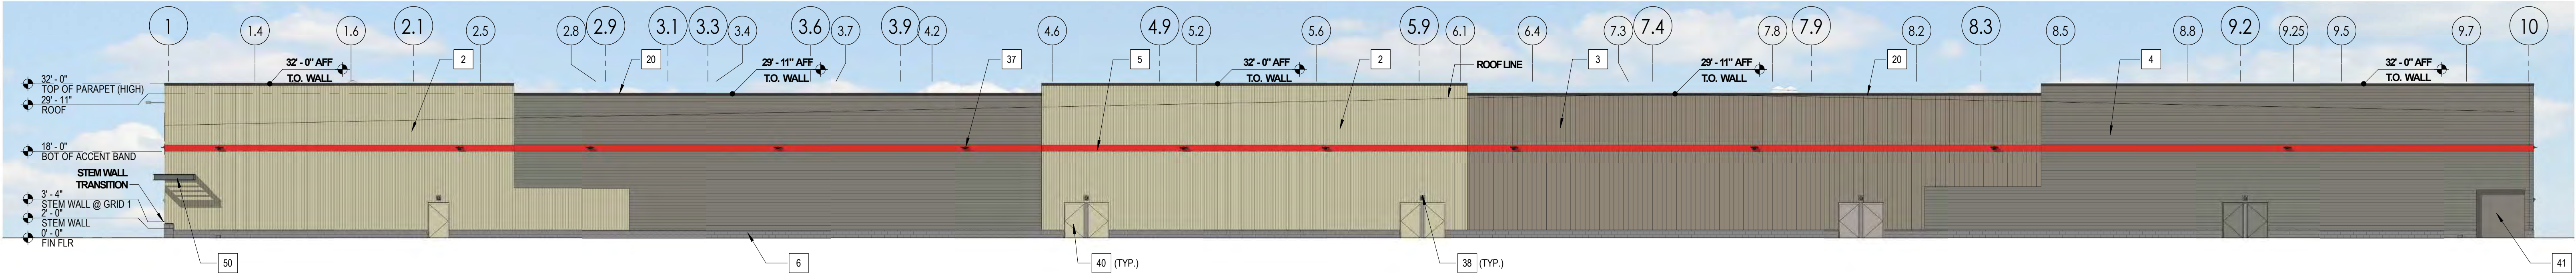 1 1.4 1.6 2.1 2.5 2.8 2.9 3.1 3.3 3.4 3.6 3.7 3.9 4.2 4.6 4.9 5.2 5.6 5.9 6.1 6.4 7.3 7.4 7.8 7.9 8.2 8.3 8.5 8.8 9.2 9.25 9.5 9.7 10
32' - 0" AFF
T.O. WALL
2
20
29' - 11" AFF
T.O. WALL
37
5
32' - 0" AFF
T.O. WALL
2
ROOF LINE
3
29' - 11" AFF
T.O. WALL
20
4
32' - 0" AFF
T.O. WALL
32' - 0"
TOP OF PARAPET (HIGH)
29' - 11"
ROOF
18' - 0"
BOT OF ACCENT BAND
STEM WALL
TRANSITION
3' - 4"
STEM WALL @ GRID 1
2' - 0"
STEM WALL
0' - 0"
FIN FLR
50
6
40 (TYP.)
38 (TYP.)
41